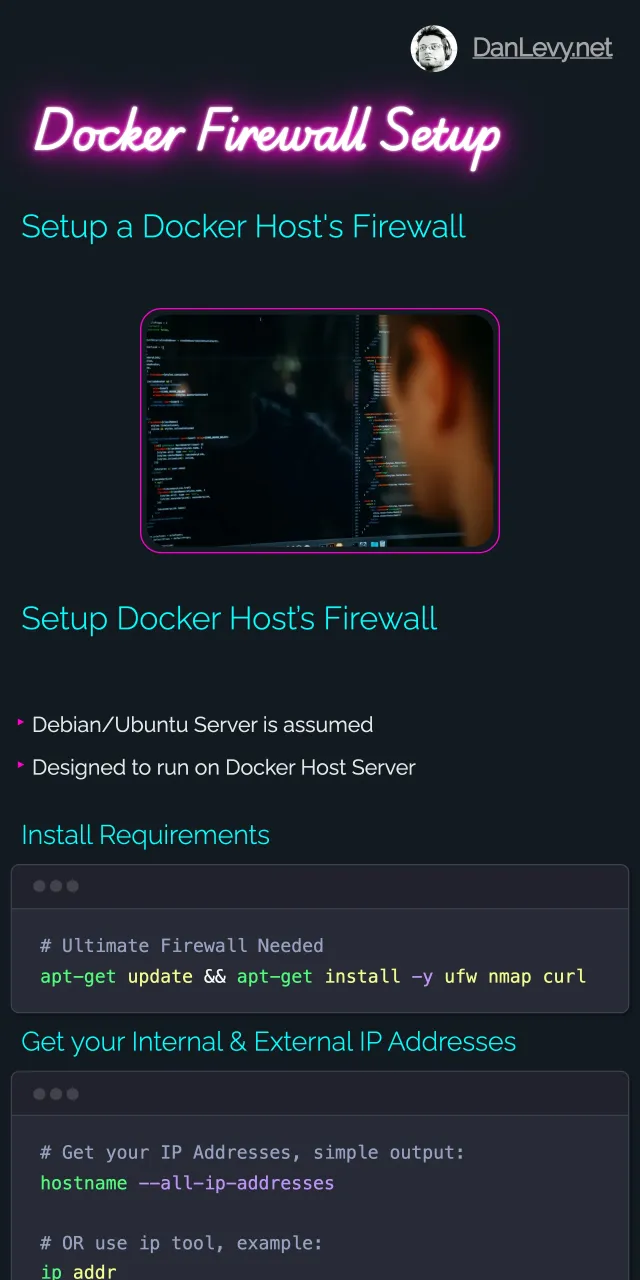 DanLevy.net
Docker Firewall Setup
Setup a Docker Host's Firewall
Setup Docker Host’s Firewall
Debian/Ubuntu Server is assumed
Designed to run on Docker Host Server
Install Requirements
# Ultimate Firewall Needed
apt-get update && apt-get install -y ufw nmap curl
Get your Internal & External IP Addresses
# Get your IP Addresses, simple output:
hostname --all-ip-addresses
# OR use ip tool, example:
ip addr